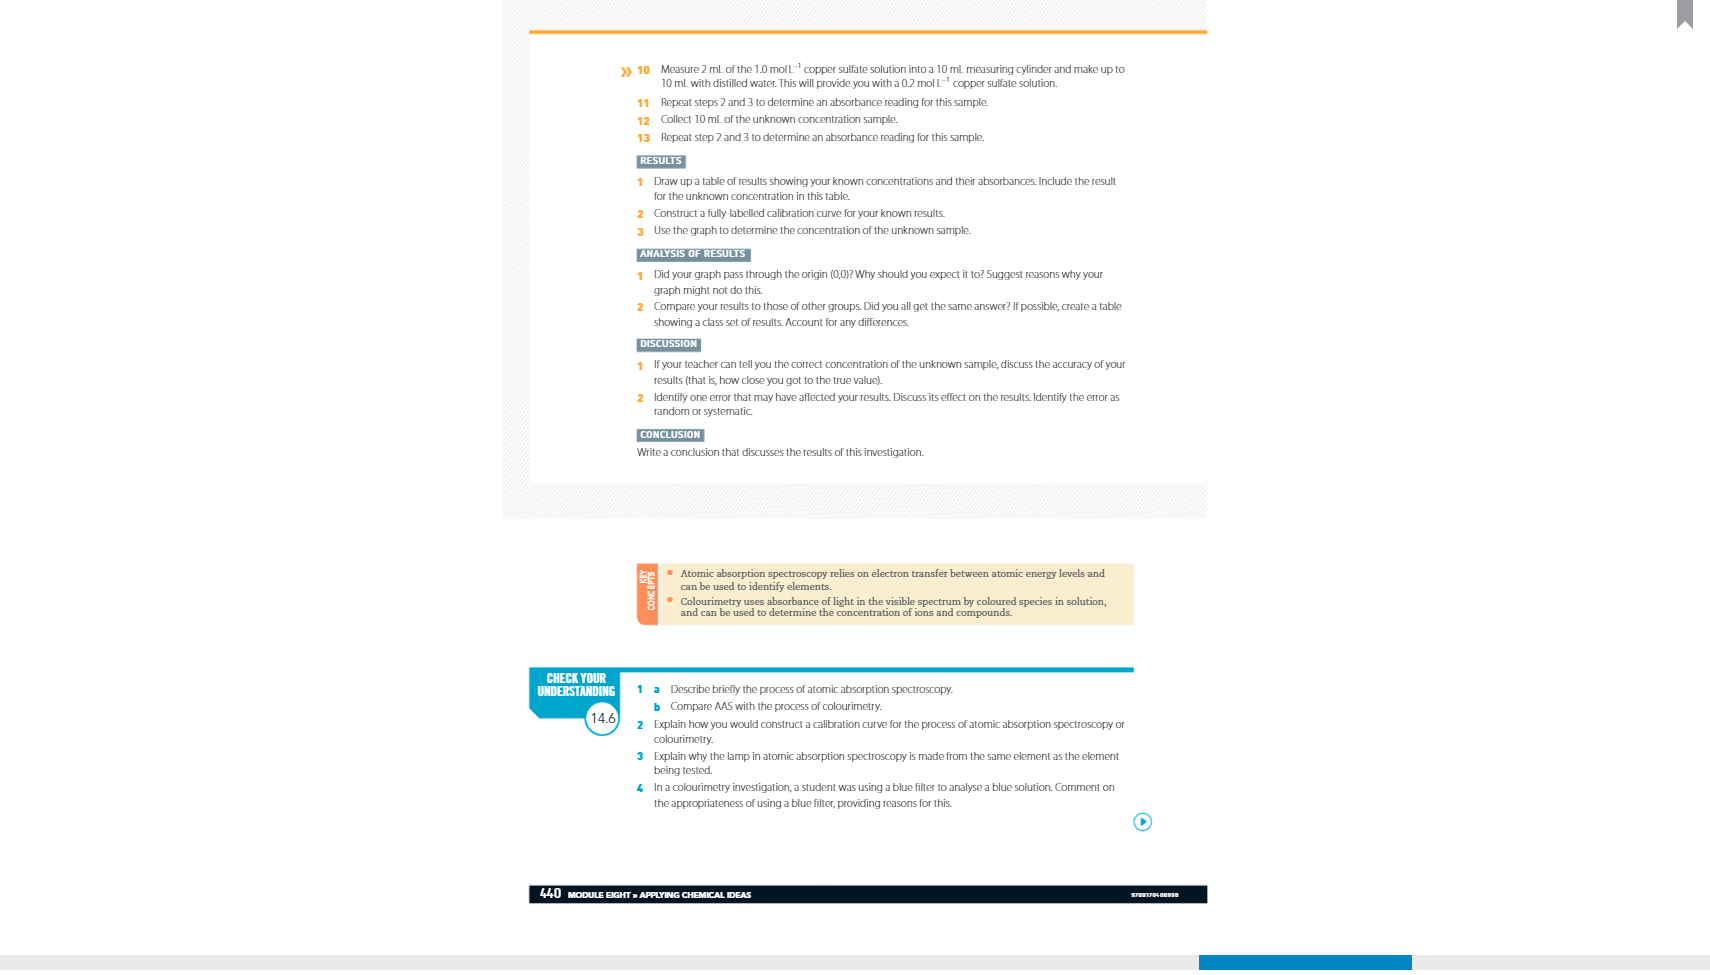 » 10 Measure 2 mL of the 1.0 mol L⁻¹ copper sulfate solution into a 10 mL measuring cylinder and make up to
10 mL with distilled water. This will provide you with a 0.2 mol L⁻¹ copper sulfate solution.
11 Repeat steps 2 and 3 to determine an absorbance reading for this sample.
12 Collect 10 mL of the unknown concentration sample.
13 Repeat step 2 and 3 to determine an absorbance reading for this sample.
RESULTS
1 Draw up a table of results showing your known concentrations and their absorbances. Include the result
for the unknown concentration in this table.
2 Construct a fully-labelled calibration curve for your known results.
3 Use the graph to determine the concentration of the unknown sample.
ANALYSIS OF RESULTS
1 Did your graph pass through the origin (0,0)? Why should you expect it to? Suggest reasons why your
graph might not do this.
2 Compare your results to those of other groups. Did you all get the same answer? If possible, create a table
showing a class set of results. Account for any differences.
DISCUSSION
1 If your teacher can tell you the correct concentration of the unknown sample, discuss the accuracy of your
results (that is, how close you got to the true value).
2 Identify one error that may have affected your results. Discuss its effect on the results. Identify the error as
random or systematic.
CONCLUSION
Write a conclusion that discusses the results of this investigation.
KEY
CONCEPTS
• Atomic absorption spectroscopy relies on electron transfer between atomic energy levels and
can be used to identify elements.
• Colourimetry uses absorbance of light in the visible spectrum by coloured species in solution,
and can be used to determine the concentration of ions and compounds.
CHECK YOUR
UNDERSTANDING
14.6
1 a Describe briefly the process of atomic absorption spectroscopy.
b Compare AAS with the process of colourimetry.
2 Explain how you would construct a calibration curve for the process of atomic absorption spectroscopy or
colourimetry.
3 Explain why the lamp in atomic absorption spectroscopy is made from the same element as the element
being tested.
4 In a colourimetry investigation, a student was using a blue filter to analyse a blue solution. Comment on
the appropriateness of using a blue filter, providing reasons for this.
440 MODULE EIGHT » APPLYING CHEMICAL IDEAS
9780170408998